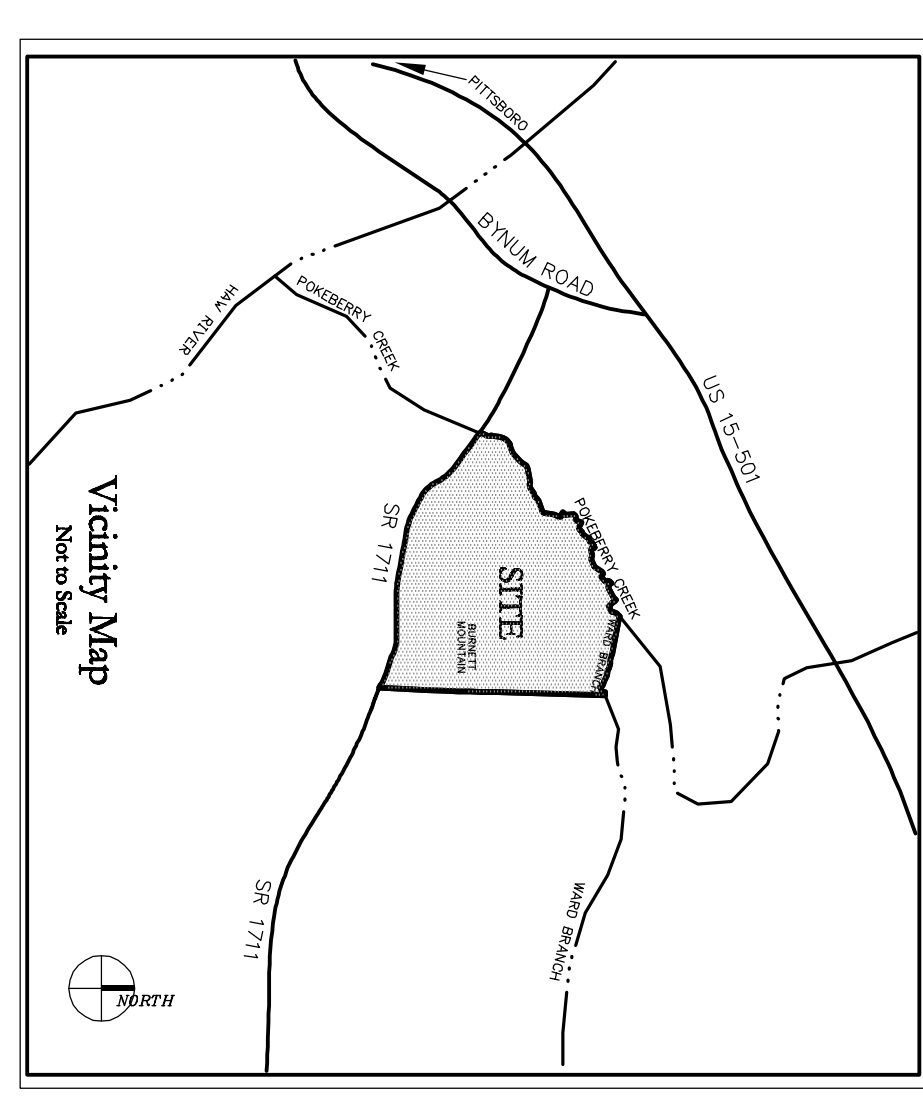 PITTSBORO
BYNUM ROAD
US 15-501
HAW RIVER
POKEBERRY CREEK
POKEBERRY CREEK
WARD BRANCH
SITE
BURNETT
MOUNTAIN
SR 1711
SR 1711
WARD BRANCH
Vicinity Map
Not to Scale
NORTH